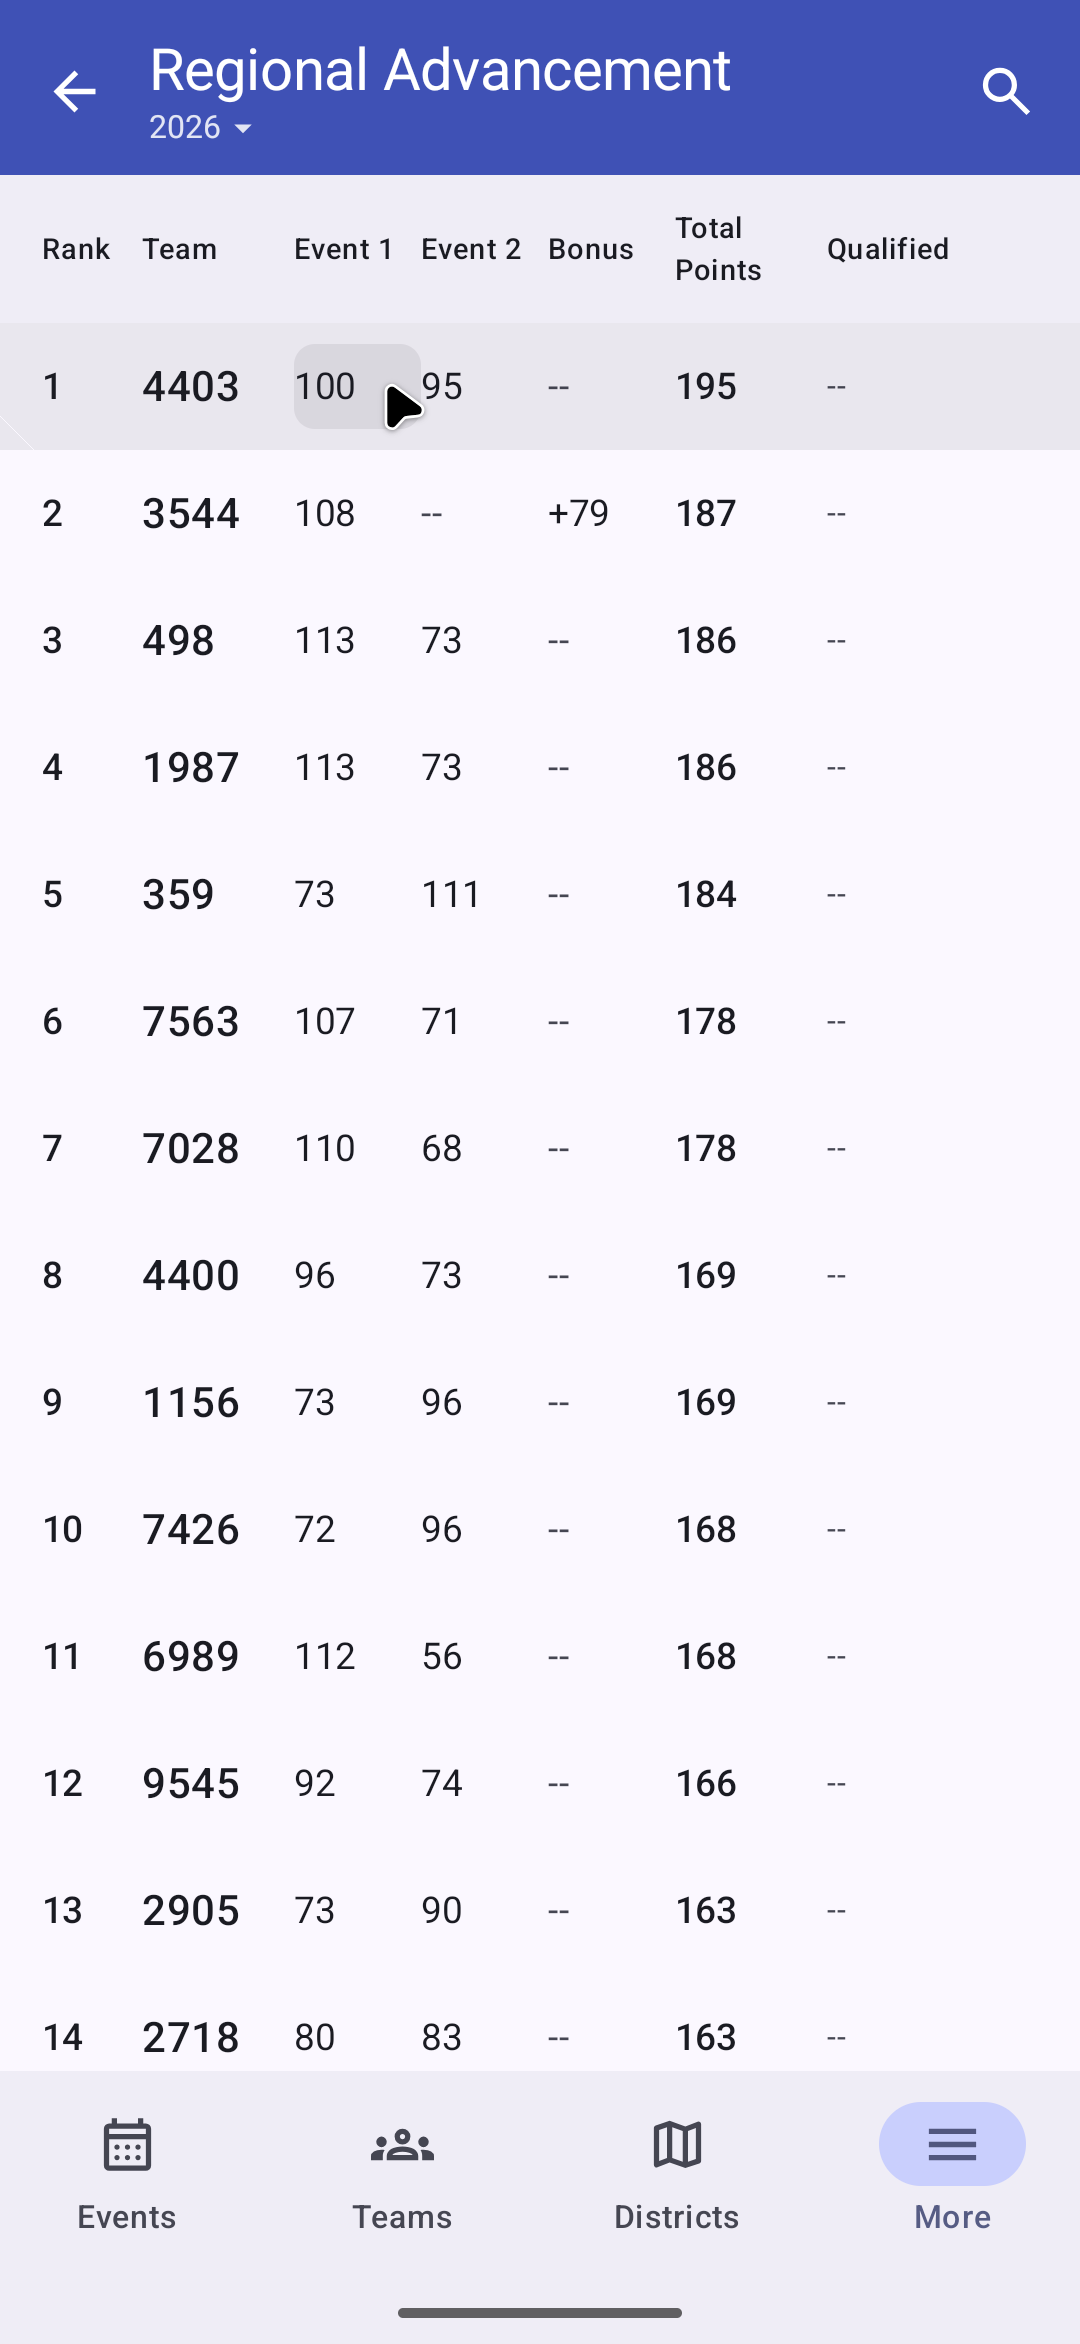 Regional Advancement
2026
Rank Team Event 1 Event 2 Bonus Total Points Qualified
1 4403 100 95 -- 195 --
2 3544 108 -- +79 187 --
3 498 113 73 -- 186 --
4 1987 113 73 -- 186 --
5 359 73 111 -- 184 --
6 7563 107 71 -- 178 --
7 7028 110 68 -- 178 --
8 4400 96 73 -- 169 --
9 1156 73 96 -- 169 --
10 7426 72 96 -- 168 --
11 6989 112 56 -- 168 --
12 9545 92 74 -- 166 --
13 2905 73 90 -- 163 --
14 2718 80 83 -- 163 --
Events Teams Districts More